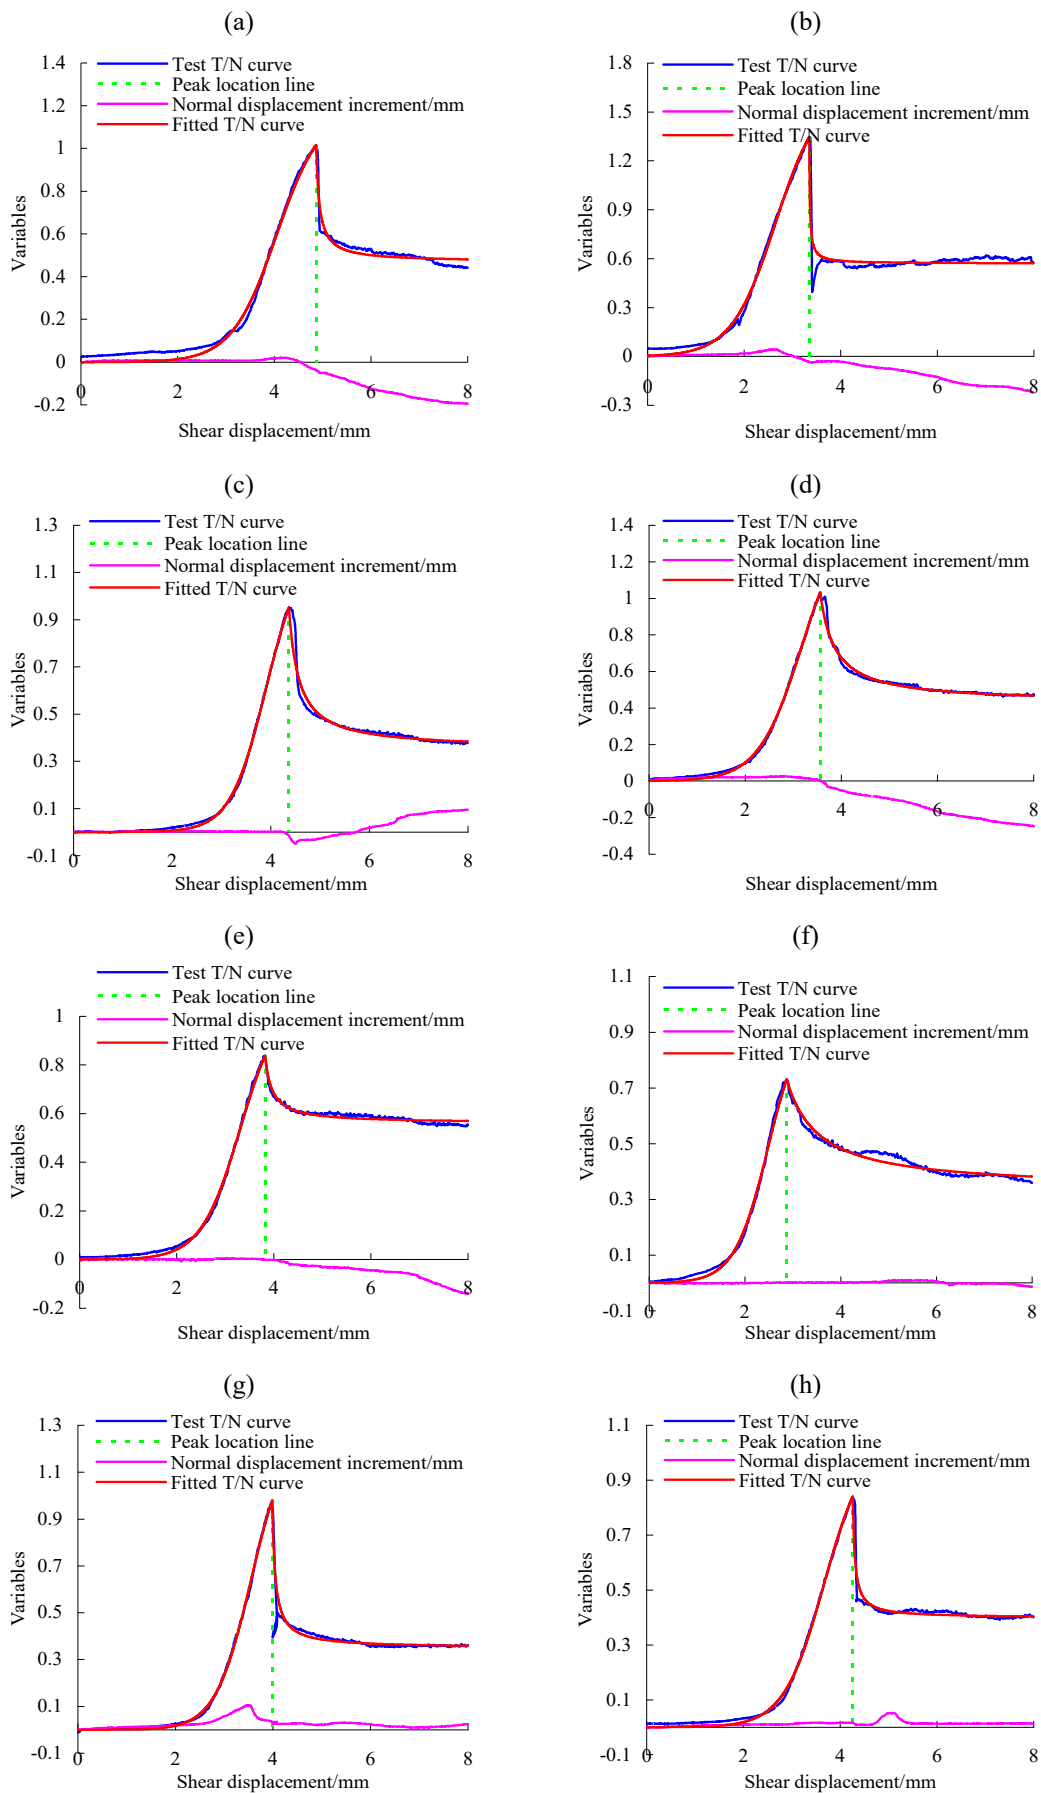 (a)
1.4
1.2
1
0.8
0.6
0.4
0.2
0
-0.2
Variables
Test T/N curve
Peak location line
Normal displacement increment/mm
Fitted T/N curve
0 2 4 6 8
Shear displacement/mm
(b)
1.8
1.5
1.2
0.9
0.6
0.3
0
-0.3
Variables
Test T/N curve
Peak location line
Normal displacement increment/mm
Fitted T/N curve
0 2 4 6 8
Shear displacement/mm
(c)
1.3
1.1
0.9
0.7
0.5
0.3
0.1
-0.1
Variables
Test T/N curve
Peak location line
Normal displacement increment/mm
Fitted T/N curve
0 2 4 6 8
Shear displacement/mm
(d)
1.4
1.2
1
0.8
0.6
0.4
0.2
0
-0.2
-0.4
Variables
Test T/N curve
Peak location line
Normal displacement increment/mm
Fitted T/N curve
0 2 4 6 8
Shear displacement/mm
(e)
1
0.8
0.6
0.4
0.2
0
-0.2
Variables
Test T/N curve
Peak location line
Normal displacement increment/mm
Fitted T/N curve
0 2 4 6 8
Shear displacement/mm
(f)
1.1
0.9
0.7
0.5
0.3
0.1
-0.1
Variables
Test T/N curve
Peak location line
Normal displacement increment/mm
Fitted T/N curve
0 2 4 6 8
Shear displacement/mm
(g)
1.3
1.1
0.9
0.7
0.5
0.3
0.1
-0.1
Variables
Test T/N curve
Peak location line
Normal displacement increment/mm
Fitted T/N curve
0 2 4 6 8
Shear displacement/mm
(h)
1.1
0.9
0.7
0.5
0.3
0.1
-0.1
Variables
Test T/N curve
Peak location line
Normal displacement increment/mm
Fitted T/N curve
0 2 4 6 8
Shear displacement/mm